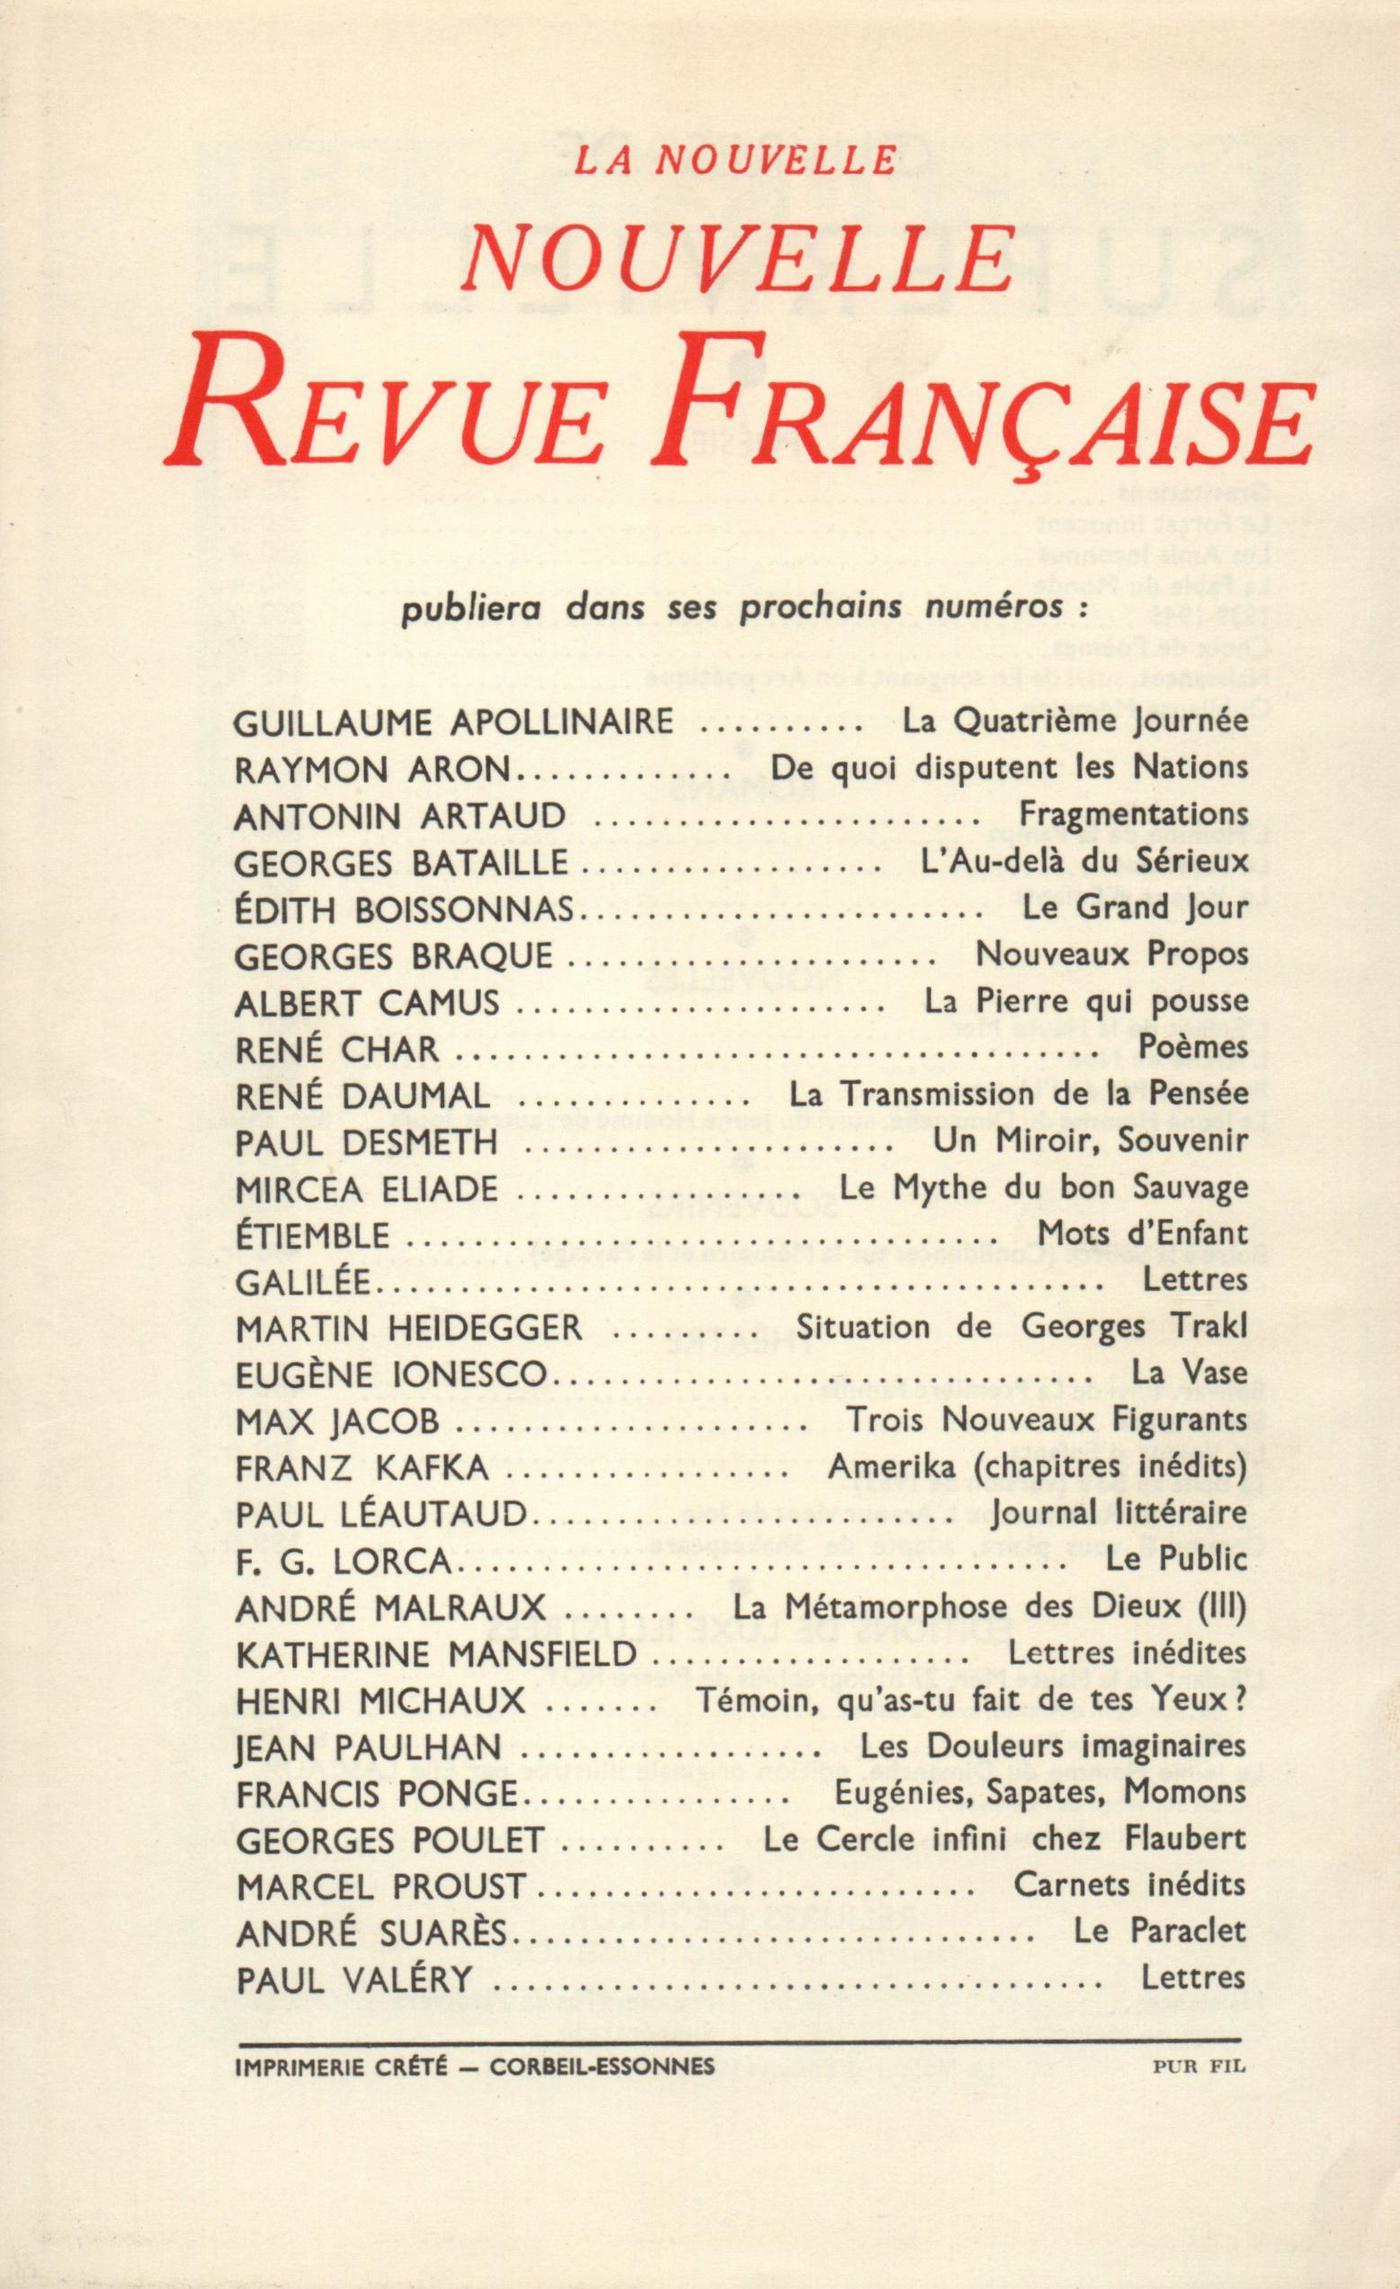 LA NOUVELLE
NOUVELLE
REVUE FRANÇAISE
publiera dans ses prochains numéros :
GUILLAUME APOLLINAIRE .......... La Quatrième Journée
RAYMON ARON............. De quoi disputent les Nations
ANTONIN ARTAUD ....................... Fragmentations
GEORGES BATAILLE .................. L'Au-delà du Sérieux
ÉDITH BOISSONNAS........................ Le Grand Jour
GEORGES BRAQUE ...................... Nouveaux Propos
ALBERT CAMUS ...................... La Pierre qui pousse
RENÉ CHAR ...................................... Poèmes
RENÉ DAUMAL .............. La Transmission de la Pensée
PAUL DESMETH ...................... Un Miroir, Souvenir
MIRCEA ELIADE ................. Le Mythe du bon Sauvage
ÉTIEMBLE ................................... Mots d'Enfant
GALILÉE........................................... Lettres
MARTIN HEIDEGGER ......... Situation de Georges Trakl
EUGÈNE IONESCO................................ La Vase
MAX JACOB ..................... Trois Nouveaux Figurants
FRANZ KAFKA ................. Amerika (chapitres inédits)
PAUL LÉAUTAUD......................... Journal littéraire
F. G. LORCA.................................... Le Public
ANDRÉ MALRAUX ........ La Métamorphose des Dieux (III)
KATHERINE MANSFIELD ................... Lettres inédites
HENRI MICHAUX ....... Témoin, qu'as-tu fait de tes Yeux ?
JEAN PAULHAN .................. Les Douleurs imaginaires
FRANCIS PONGE................ Eugénies, Sapates, Momons
GEORGES POULET .......... Le Cercle infini chez Flaubert
MARCEL PROUST .......................... Carnets inédits
ANDRÉ SUARÈS............................... Le Paraclet
PAUL VALÉRY .................................... Lettres
IMPRIMERIE CRÉTÉ — CORBEIL-ESSONNES PUR FIL